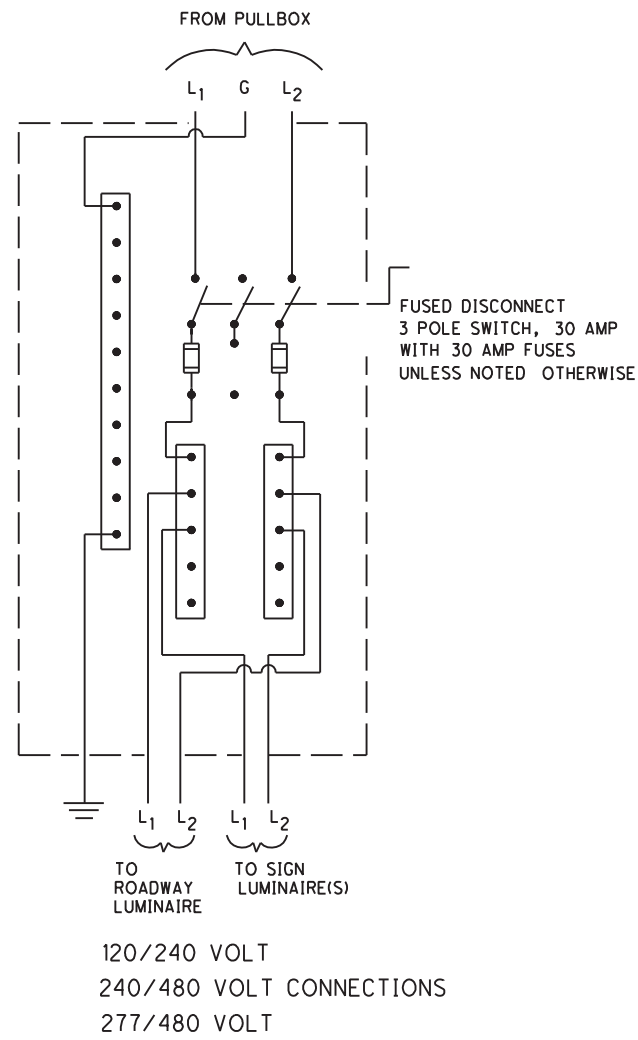 FROM PULLBOX
L1 G L2
FUSED DISCONNECT
3 POLE SWITCH, 30 AMP
WITH 30 AMP FUSES
UNLESS NOTED OTHERWISE
L1 L2 L1 L2
TO
ROADWAY
LUMINAIRE
TO SIGN
LUMINAIRE(S)
120/240 VOLT
240/480 VOLT CONNECTIONS
277/480 VOLT